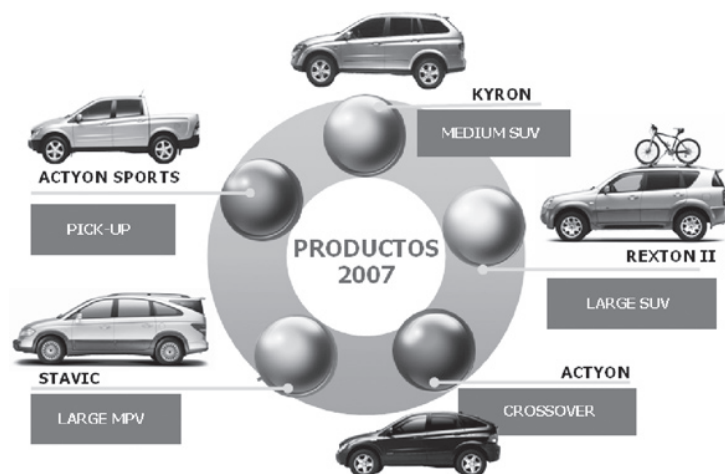 KYRON
MEDIUM SUV
ACTYON SPORTS
PICK-UP
REXTON II
LARGE SUV
PRODUCTOS
2007
STAVIC
LARGE MPV
ACTYON
CROSSOVER